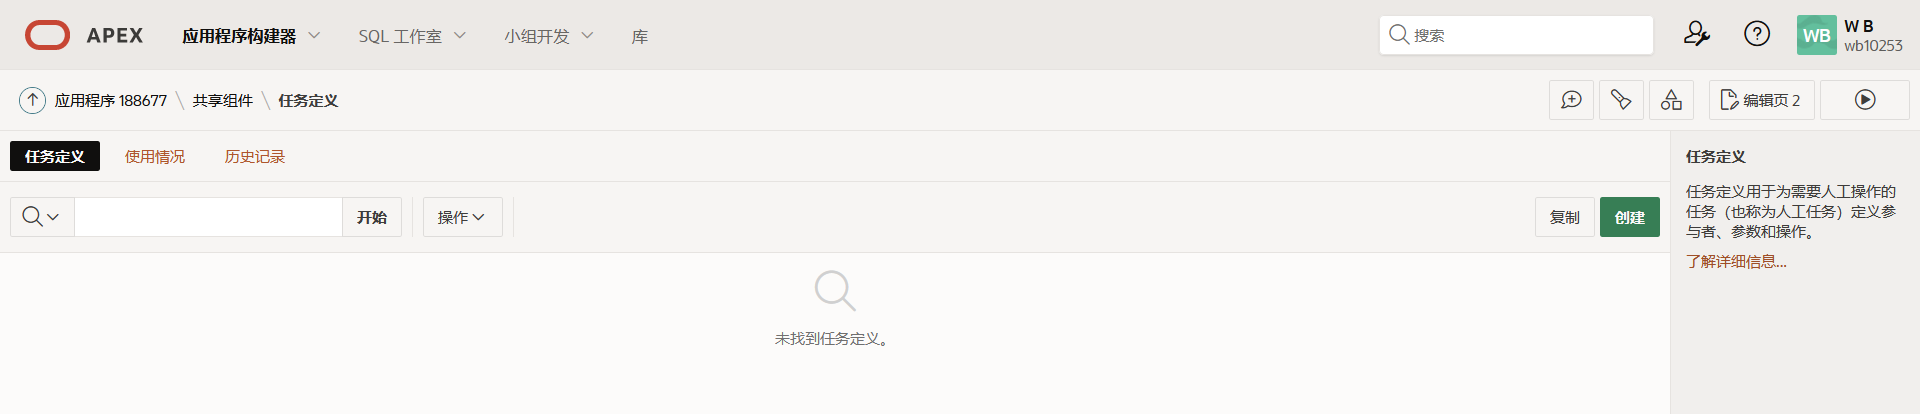 APEX 应用程序构建器 SQL 工作室 小组开发 库 搜索 WB W B
wb10253
应用程序 188677 \ 共享组件 \ 任务定义 编辑页 2
任务定义 使用情况 历史记录
开始 操作 复制 创建
未找到任务定义。
任务定义
任务定义用于为需要人工操作的
任务（也称为人工任务）定义参
与者、参数和操作。
了解详细信息...